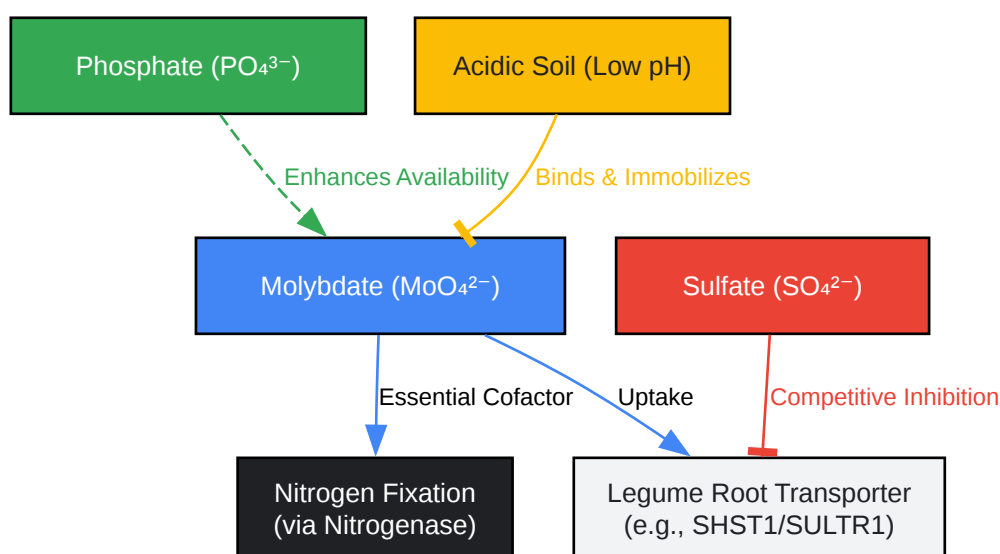 Phosphate (PO₄³⁻)
Acidic Soil (Low pH)
Enhances Availability
Binds & Immobilizes
Molybdate (MoO₄²⁻)
Sulfate (SO₄²⁻)
Essential Cofactor
Uptake
Competitive Inhibition
Nitrogen Fixation
(via Nitrogenase)
Legume Root Transporter
(e.g., SHST1/SULTR1)